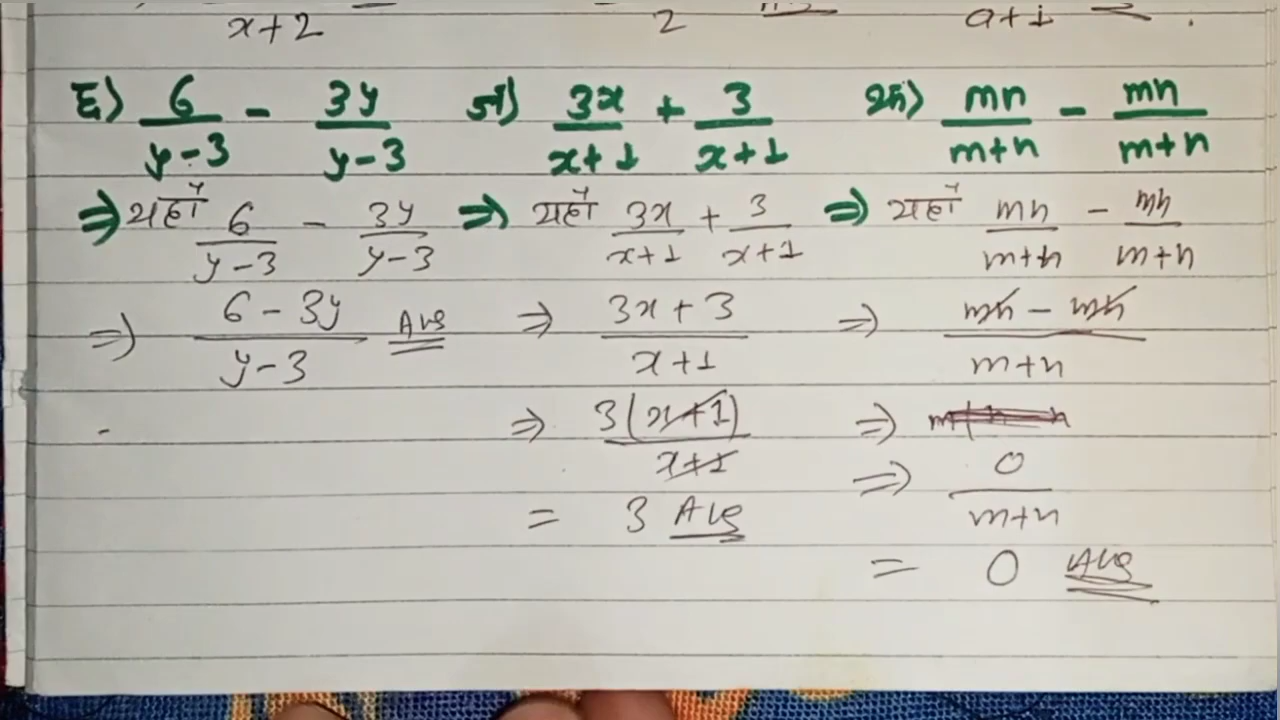 x+2 2 a+1
ङ) 6/(y-3) - 3y/(y-3)
⇒ यहाँ 6/(y-3) - 3y/(y-3)
⇒ (6-3y)/(y-3) Ans
च) 3x/(x+1) + 3/(x+1)
⇒ यहाँ 3x/(x+1) + 3/(x+1)
⇒ (3x+3)/(x+1)
⇒ 3(x+1)/(x+1)
= 3 Ans
mn/(m+n) - mn/(m+n)
⇒ यहाँ mn/(m+n) - mn/(m+n)
⇒ (mn - mn)/(m+n)
⇒
⇒ 0/(m+n)
= 0 Ans